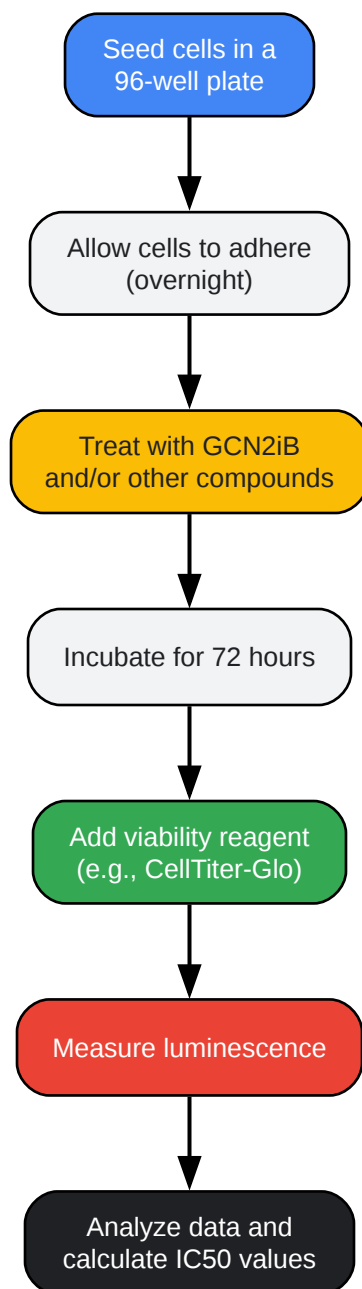 Seed cells in a
96-well plate
Allow cells to adhere
(overnight)
Treat with GCN2iB
and/or other compounds
Incubate for 72 hours
Add viability reagent
(e.g., CellTiter-Glo)
Measure luminescence
Analyze data and
calculate IC50 values